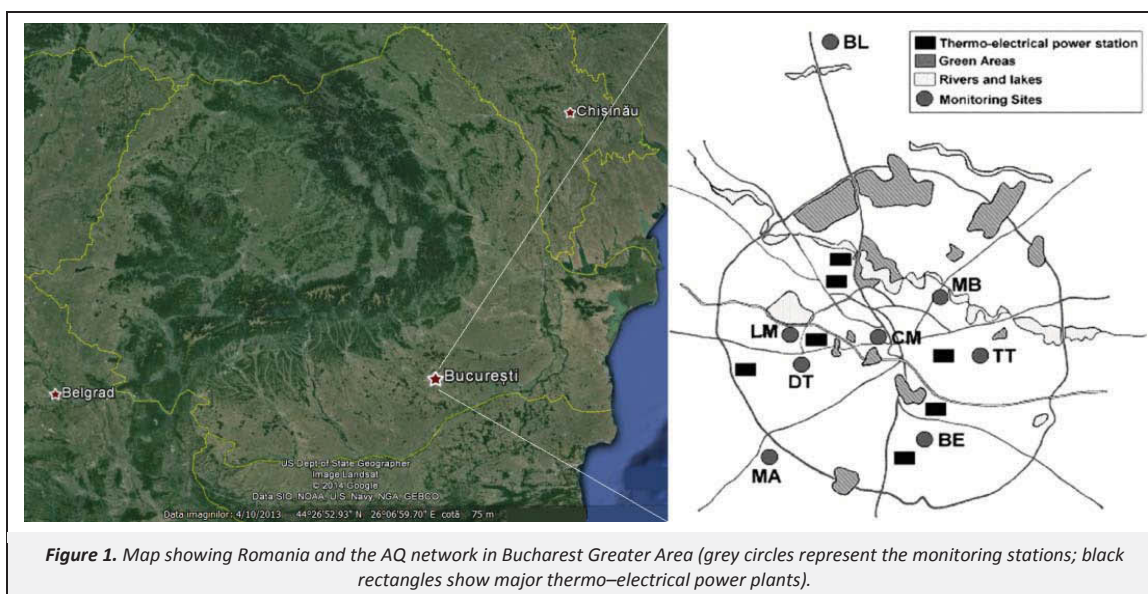 Chişinău
Bucureşti
Belgrad
US Dept of State Geographer
Image Landsat
© 2014 Google
Data SIO, NOAA, U.S. Navy, NGA, GEBCO
Data imaginilor: 4/10/2013 44°26'52.93" N 26°06'59.70" E cotă 75 m
BL
Thermo-electrical power station
Green Areas
Rivers and lakes
Monitoring Sites
MB
LM
CM
TT
DT
BE
MA
Figure 1. Map showing Romania and the AQ network in Bucharest Greater Area (grey circles represent the monitoring stations; black
rectangles show major thermo–electrical power plants).